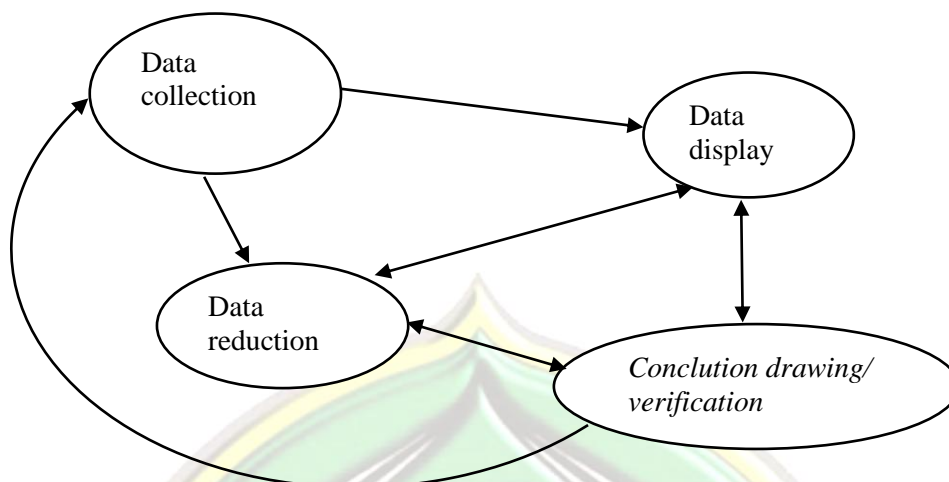 Data
collection
Data
display
Data
reduction
Conclution drawing/
verification